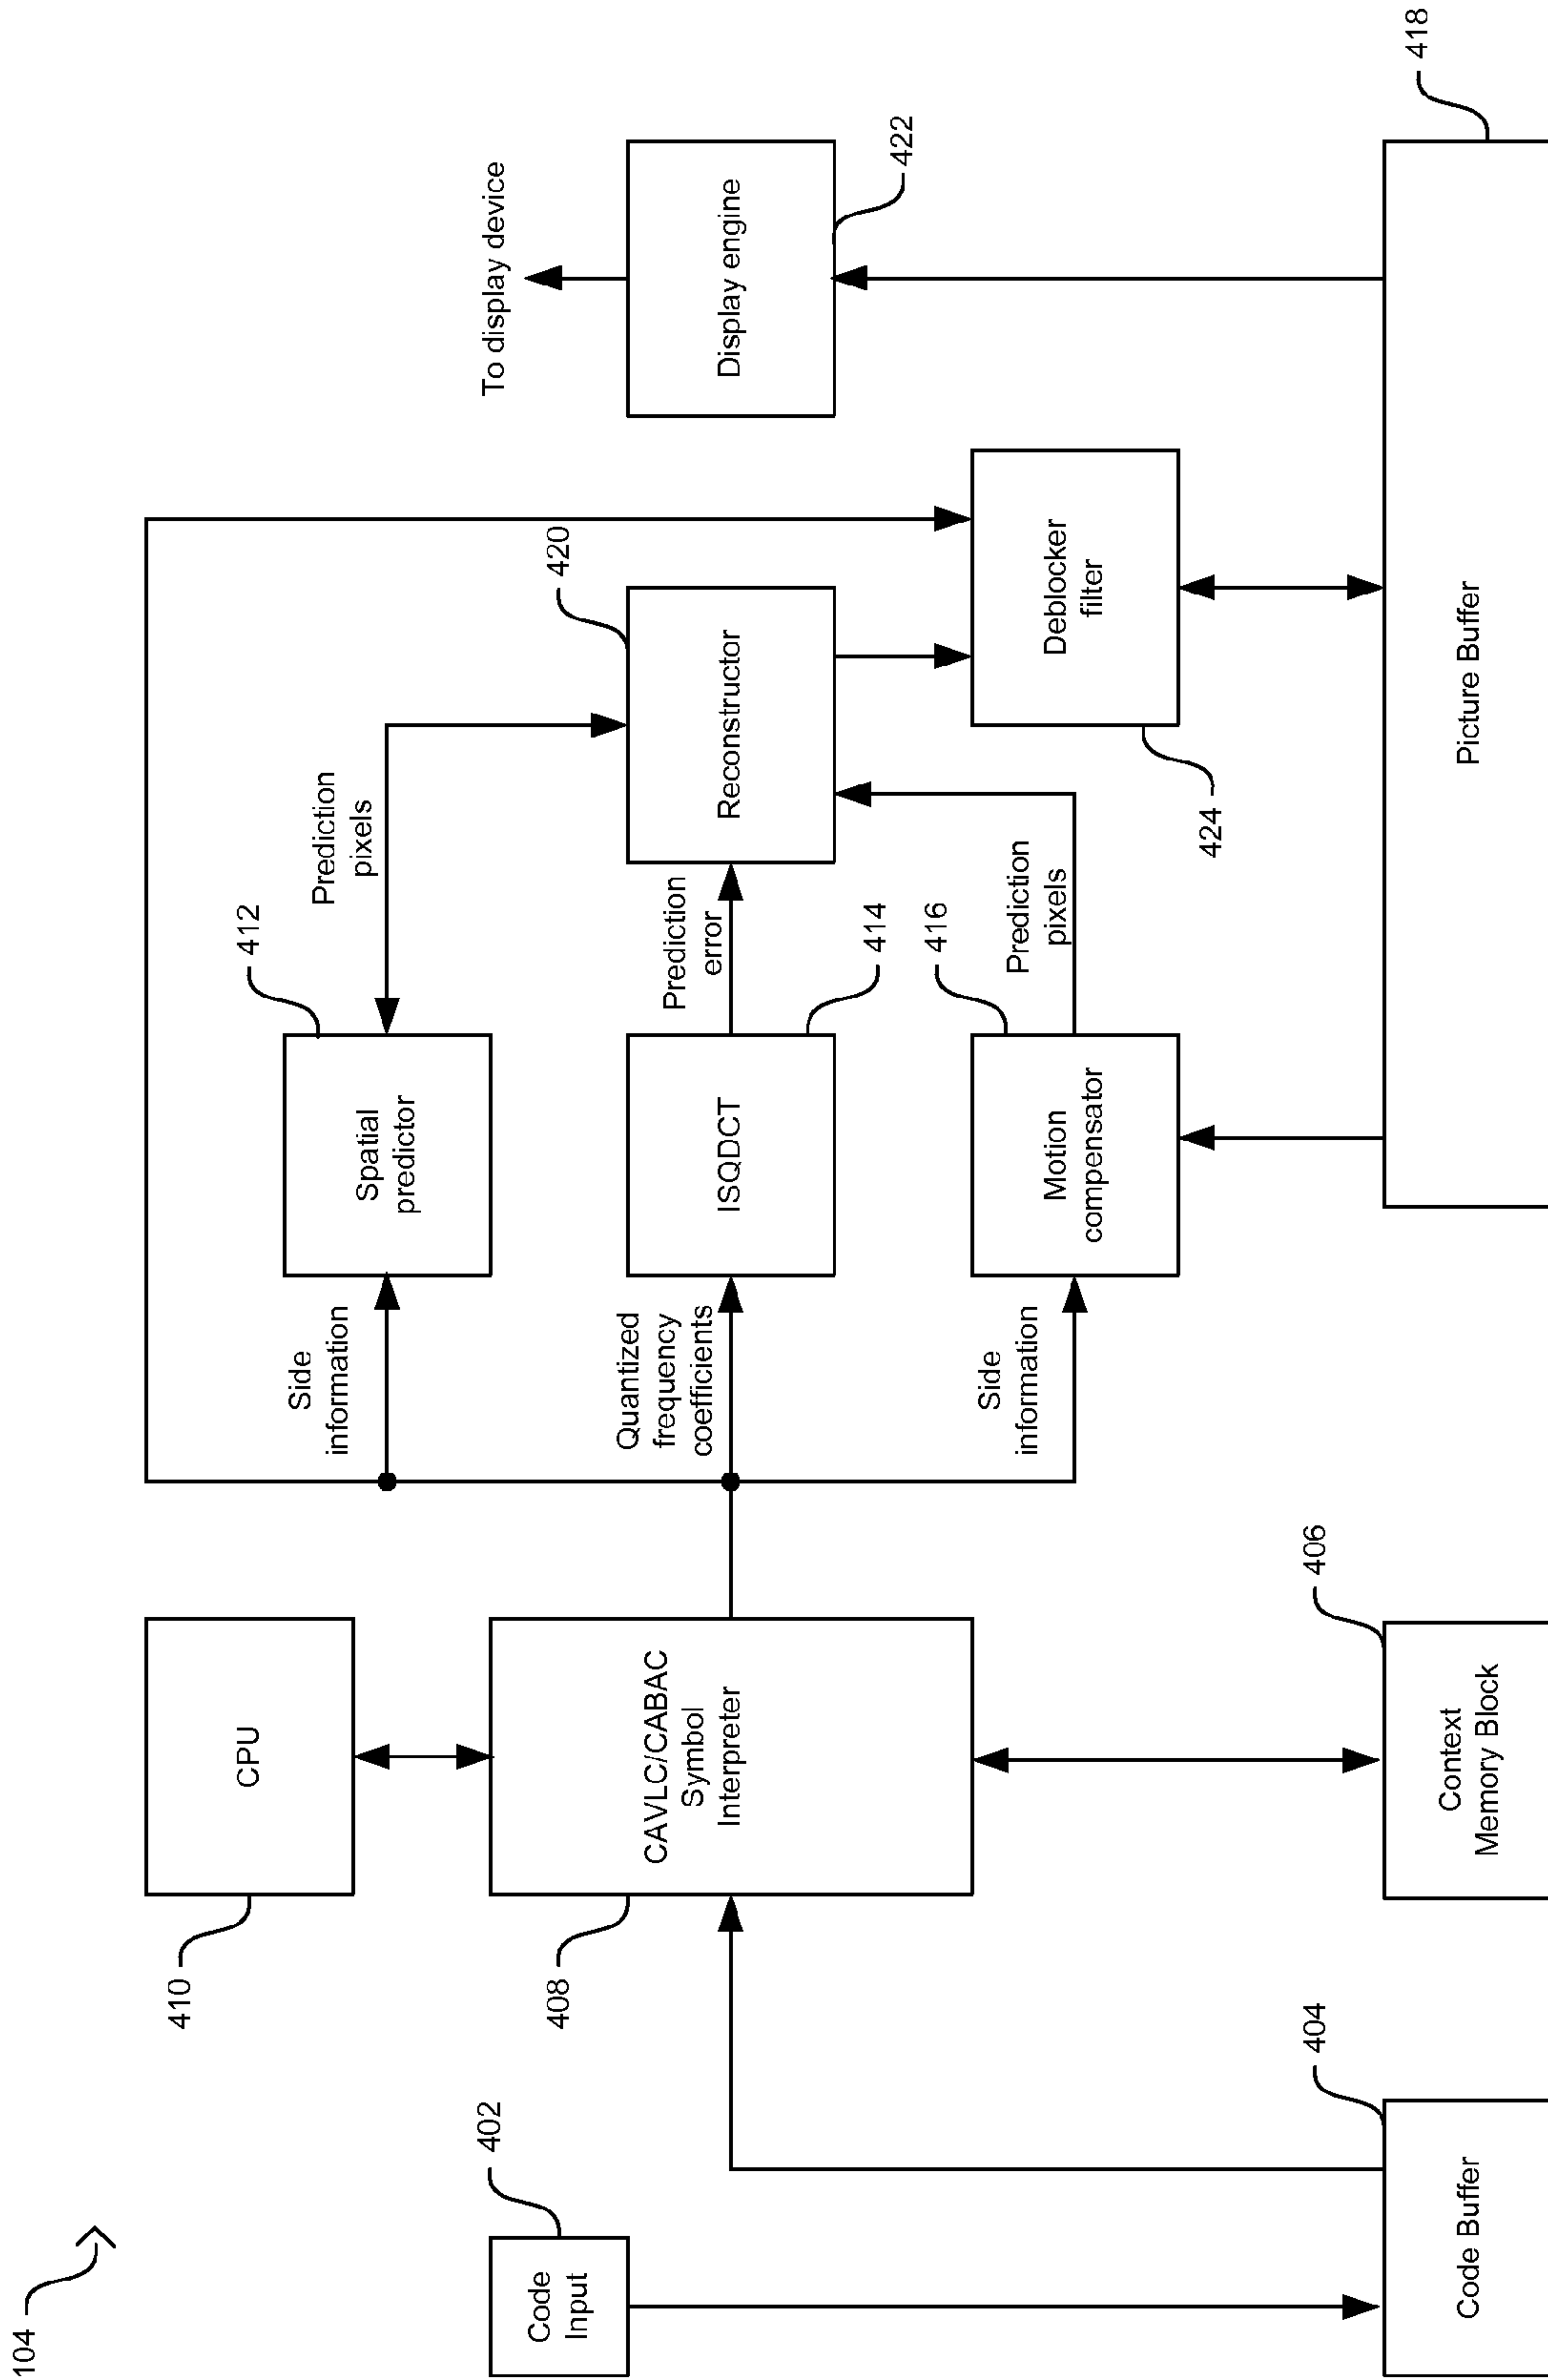 104
CPU
410
402
Code
Input
CAVLC/CABAC
Symbol
Interpreter
408
404
Code Buffer
406
Context
Memory Block
Side
information
Quantized
frequency
coefficients
Side
information
412
Spatial
predictor
Prediction
pixels
ISQDCT
414
Prediction
error
416
Motion
compensator
Prediction
pixels
420
Reconstructor
Deblocker
filter
424
To display device
Display engine
422
Picture Buffer
418